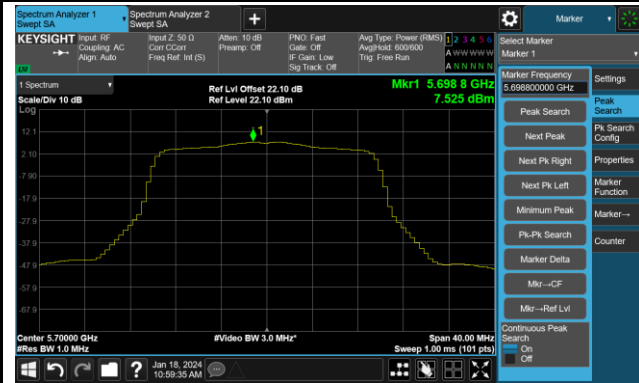 Spectrum Analyzer 1
Swept SA
Spectrum Analyzer 2
Swept SA
Marker
KEYSIGHT
Input: RF
Coupling: AC
Align: Auto
Input Z: 50 Ω
Corr CCorr
Freq Ref: Int (S)
Atten: 10 dB
Preamp: Off
PNO: Fast
Gate: Off
IF Gain: Low
Sig Track: Off
Avg Type: Power (RMS)
Avg|Hold: 600/600
Trig: Free Run
1 2 3 4 5 6
A W W W W W
A N N N N N
Select Marker
Marker 1
1 Spectrum
Scale/Div 10 dB
Log
Ref Lvl Offset 22.10 dB
Ref Level 22.10 dBm
Mkr1 5.698 8 GHz
7.525 dBm
1
12.1
2.10
-7.90
-17.9
-27.9
-37.9
-47.9
-57.9
-67.9
Center 5.70000 GHz
#Res BW 1.0 MHz
#Video BW 3.0 MHz*
Span 40.00 MHz
Sweep 1.00 ms (101 pts)
Marker Frequency
5.698800000 GHz
Peak Search
Next Peak
Next Pk Right
Next Pk Left
Minimum Peak
Pk-Pk Search
Marker Delta
Mkr→CF
Mkr→Ref Lvl
Continuous Peak
Search
On
Off
Settings
Peak
Search
Pk Search
Config
Properties
Marker
Function
Marker→
Counter
Jan 18, 2024
10:59:35 AM